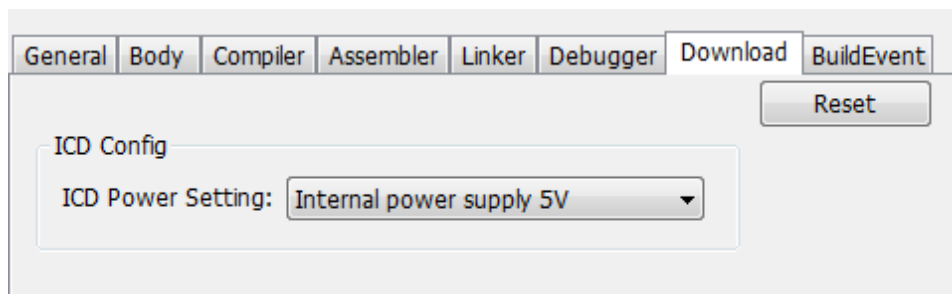 General Body Compiler Assembler Linker Debugger Download BuildEvent
Reset
ICD Config
ICD Power Setting: Internal power supply 5V